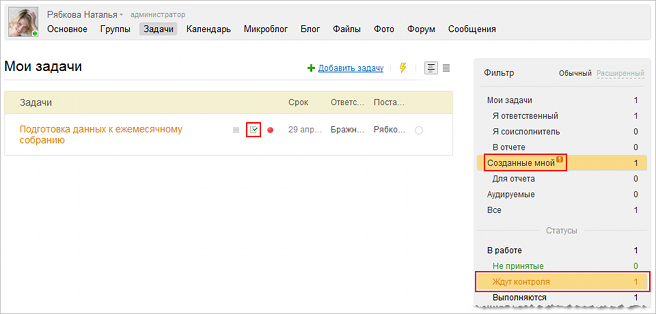 Рябкова Наталья администратор
Основное Группы Задачи Календарь Микроблог Блог Файлы Фото Форум Сообщения
Мои задачи
Добавить задачу
Задачи Срок Ответс... Поста...
Подготовка данных к ежемесячному
собранию
29 апр... Бражн... Рябко...
Фильтр Обычный Расширенный
Мои задачи 1
Я ответственный 1
Я соисполнитель 0
В отчете 0
Созданные мной 1
Для отчета 0
Аудируемые 0
Все 1
Статусы
В работе 1
Не принятые 0
Ждут контроля 1
Выполняются 1